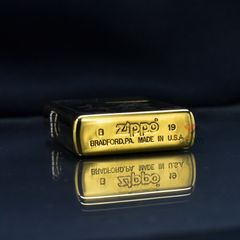 E zippo 19
BRADFORD,PA. MADE IN U.S.A.